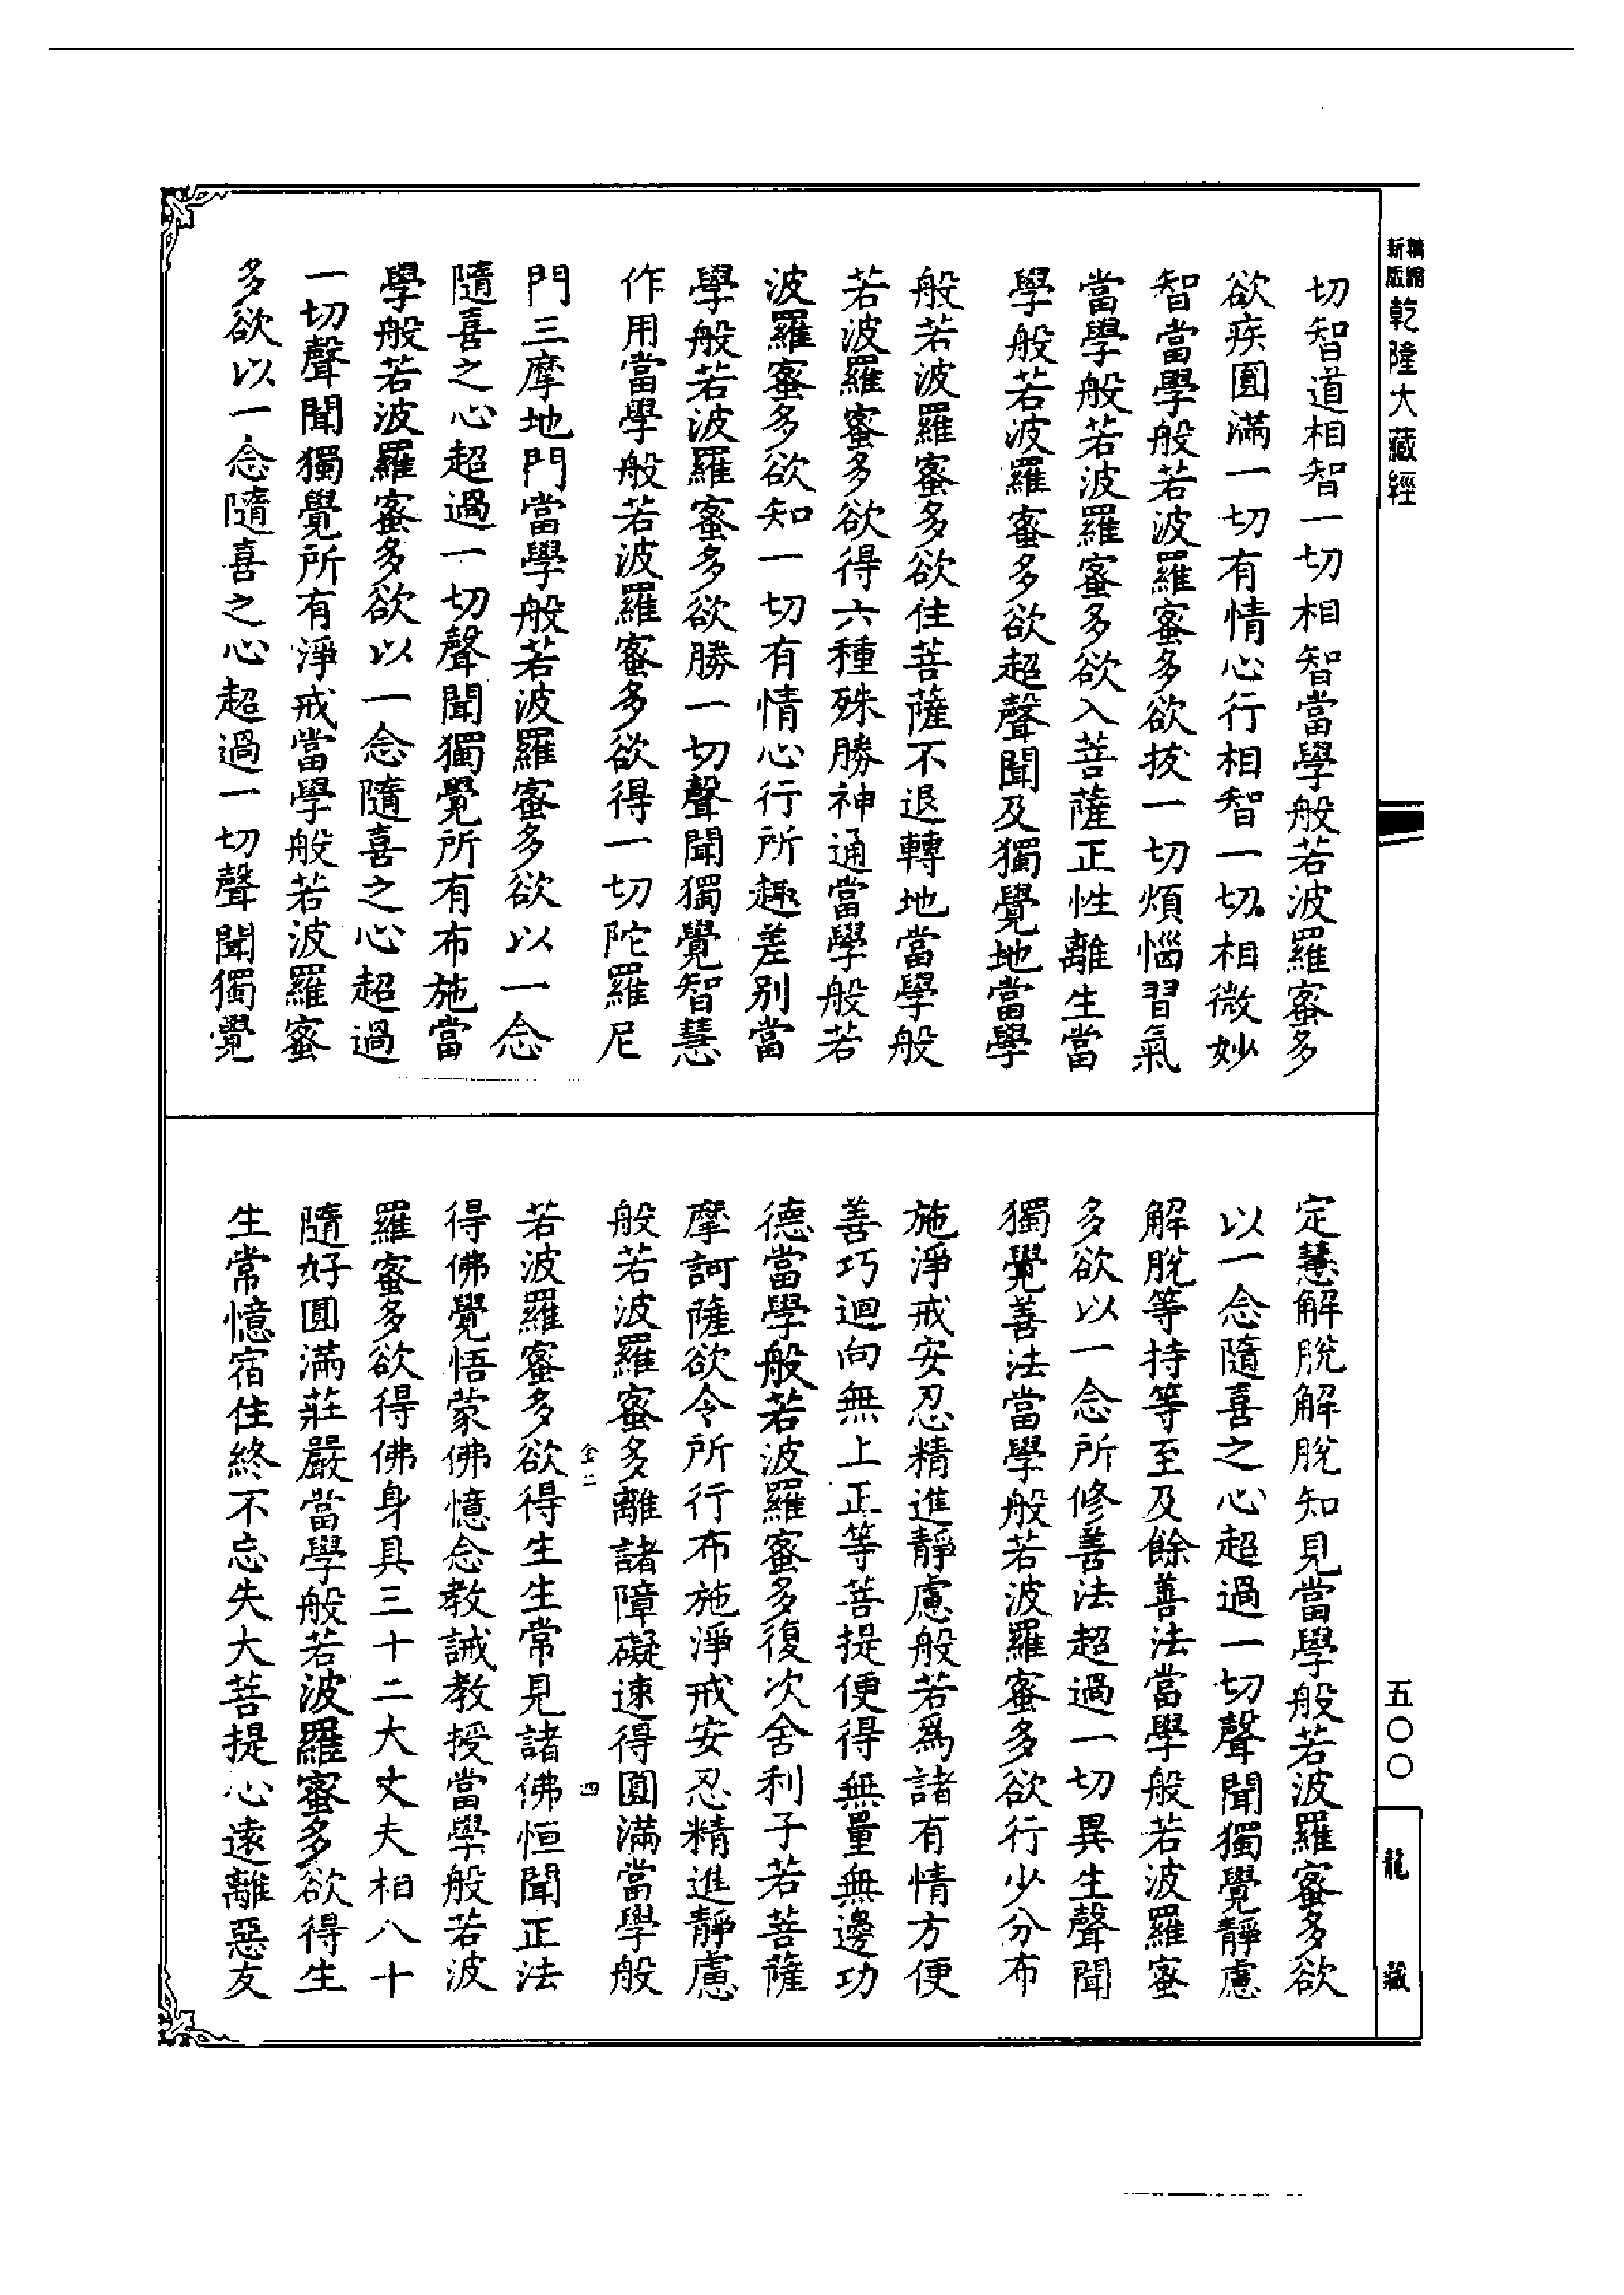 新版精縮乾隆大藏經
五〇〇
龍藏
切智道相智一切相智當學般若波羅蜜多
欲疾圓滿一切有情心行相智一切相微妙
智當學般若波羅蜜多欲拔一切煩惱習氣
當學般若波羅蜜多欲入菩薩正性離生當
學般若波羅蜜多欲超聲聞及獨覺地當學
般若波羅蜜多欲住菩薩不退轉地當學般
若波羅蜜多欲得六種殊勝神通當學般若
波羅蜜多欲知一切有情心行所趣差別當
學般若波羅蜜多欲勝一切聲聞獨覺智慧
作用當學般若波羅蜜多欲得一切陀羅尼
門三摩地門當學般若波羅蜜多欲以一念
隨喜之心超過一切聲聞獨覺所有布施當
學般若波羅蜜多欲以一念隨喜之心超過
一切聲聞獨覺所有淨戒當學般若波羅蜜
多欲以一念隨喜之心超過一切聲聞獨覺
定慧解脫解脫知見當學般若波羅蜜多欲
以一念隨喜之心超過一切聲聞獨覺靜慮
解脫等持等至及餘善法當學般若波羅蜜
多欲以一念所修善法超過一切異生聲聞
獨覺善法當學般若波羅蜜多欲行少分布
施淨戒安忍精進靜慮般若為諸有情方便
善巧迴向無上正等菩提便得無量無邊功
德當學般若波羅蜜多復次舍利子若菩薩
摩訶薩欲令所行布施淨戒安忍精進靜慮
般若波羅蜜多離諸障礙速得圓滿當學般
若波羅蜜多欲得生生常見諸佛恒聞正法
得佛覺悟蒙佛憶念教誡教授當學般若波
羅蜜多欲得佛身具三十二大丈夫相八十
隨好圓滿莊嚴當學般若波羅蜜多欲得生
生常憶宿住終不忘失大菩提心遠離惡友